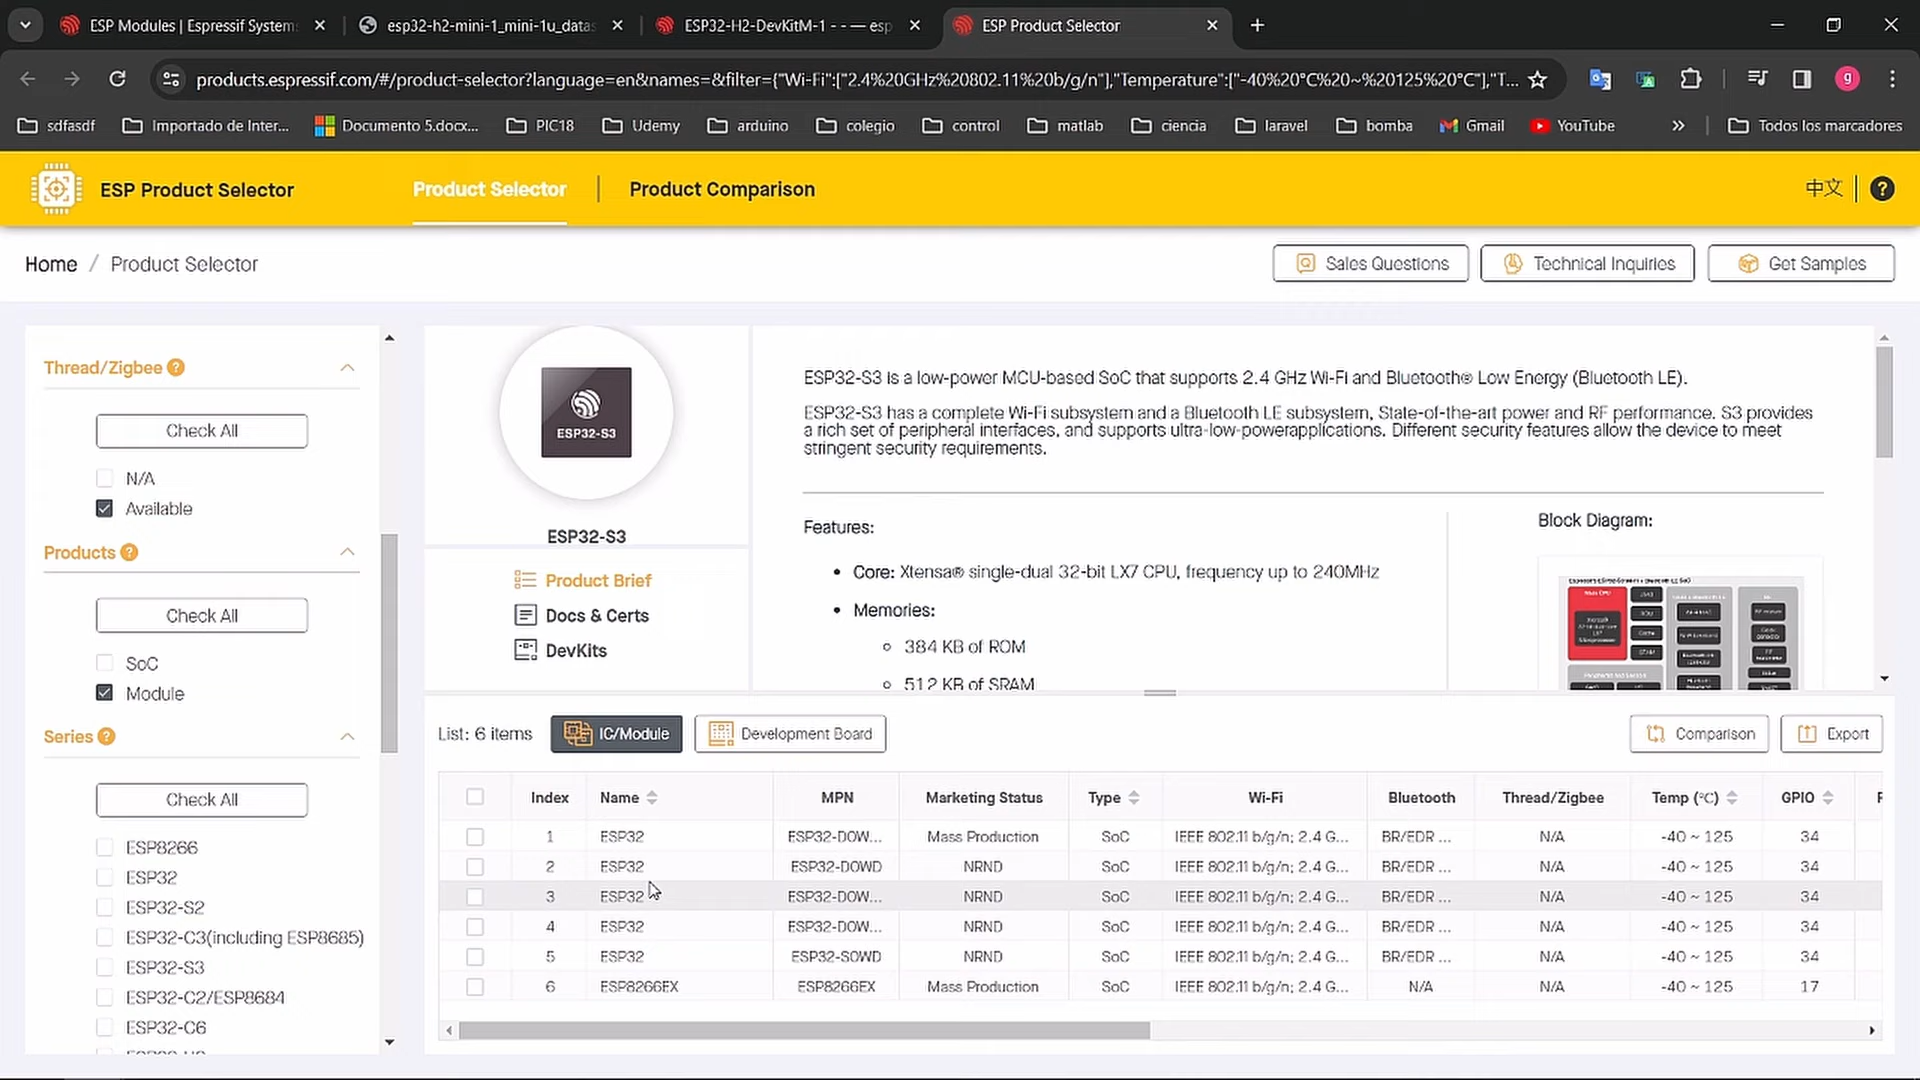 ESP Modules | Espressif Systems
esp32-h2-mini-1_mini-1u_datas
ESP32-H2-DevKitM-1 - - — esp
ESP Product Selector
products.espressif.com/#/product-selector?language=en&names=&filter={"Wi-Fi":["2.4%20GHz%20802.11%20b/g/n"],"Temperature":["-40%20°C%20~%20125%20°C"],"T...
g
sdfasdf
Importado de Inter...
Documento 5.docx...
PIC18
Udemy
arduino
colegio
control
matlab
ciencia
laravel
bomba
Gmail
YouTube
»
Todos los marcadores
ESP Product Selector
Product Selector
Product Comparison
中文
?
Home / Product Selector
Sales Questions
Technical Inquiries
Get Samples
Thread/Zigbee ?
Check All
N/A
Available
Products ?
Check All
SoC
Module
Series ?
Check All
ESP8266
ESP32
ESP32-S2
ESP32-C3(including ESP8685)
ESP32-S3
ESP32-C2/ESP8684
ESP32-C6
ESP32-S3
ESP32-S3
Product Brief
Docs & Certs
DevKits
ESP32-S3 is a low-power MCU-based SoC that supports 2.4 GHz Wi-Fi and Bluetooth® Low Energy (Bluetooth LE).
ESP32-S3 has a complete Wi-Fi subsystem and a Bluetooth LE subsystem, State-of-the-art power and RF performance. S3 provides
a rich set of peripheral interfaces, and supports ultra-low-powerapplications. Different security features allow the device to meet
stringent security requirements.
Features:
• Core: Xtensa® single-dual 32-bit LX7 CPU, frequency up to 240MHz
• Memories:
384 KB of ROM
512 KB of SRAM
Block Diagram:
List: 6 items
IC/Module
Development Board
Comparison
Export
Index Name MPN Marketing Status Type Wi-Fi Bluetooth Thread/Zigbee Temp (°C) GPIO
1 ESP32 ESP32-D0W... Mass Production SoC IEEE 802.11 b/g/n; 2.4 G... BR/EDR ... N/A -40 ~ 125 34
2 ESP32 ESP32-D0WD NRND SoC IEEE 802.11 b/g/n; 2.4 G... BR/EDR ... N/A -40 ~ 125 34
3 ESP32 ESP32-D0W... NRND SoC IEEE 802.11 b/g/n; 2.4 G... BR/EDR ... N/A -40 ~ 125 34
4 ESP32 ESP32-D0W... NRND SoC IEEE 802.11 b/g/n; 2.4 G... BR/EDR ... N/A -40 ~ 125 34
5 ESP32 ESP32-S0WD NRND SoC IEEE 802.11 b/g/n; 2.4 G... BR/EDR ... N/A -40 ~ 125 34
6 ESP8266EX ESP8266EX Mass Production SoC IEEE 802.11 b/g/n; 2.4 G... N/A N/A -40 ~ 125 17